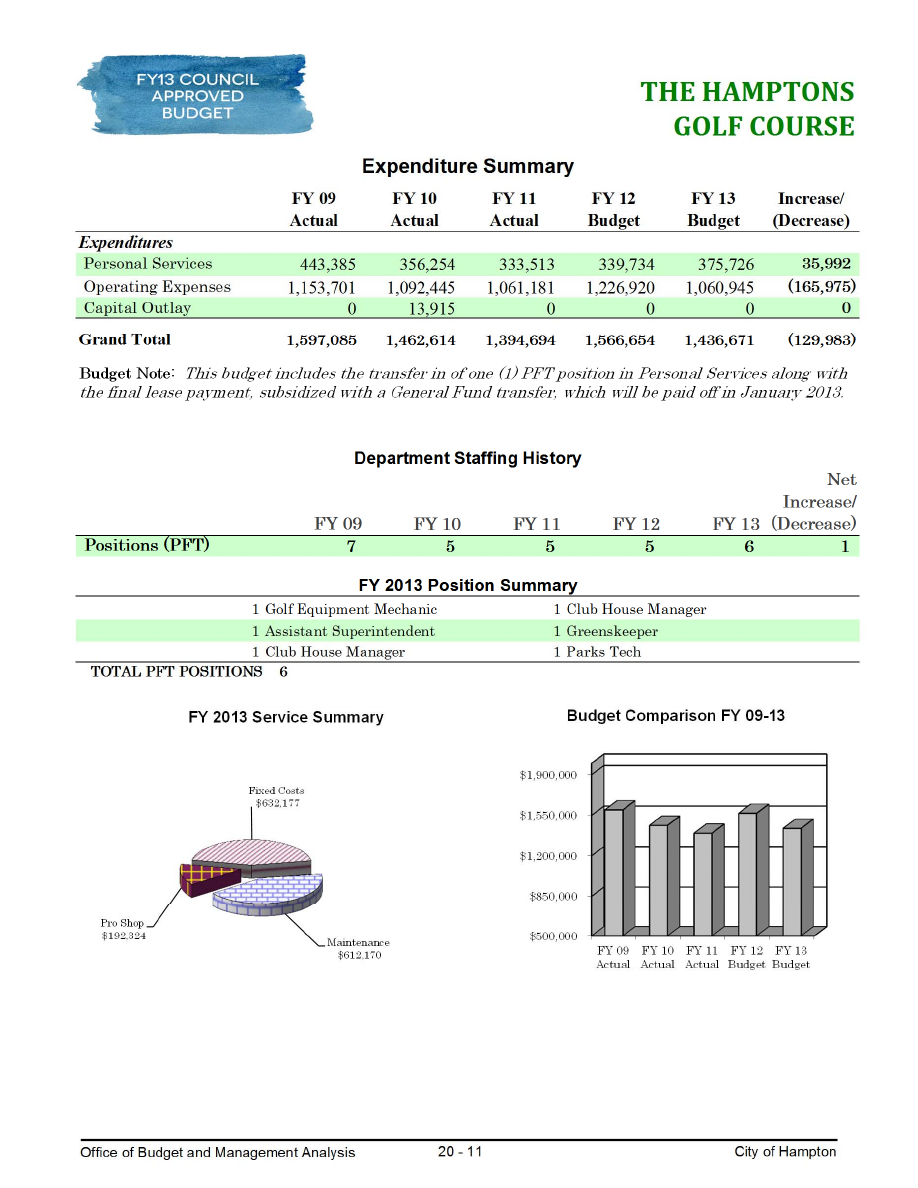 FY13 COUNCIL
APPROVED
BUDGET
THE HAMPTONS
GOLF COURSE
Expenditure Summary
FY 09 FY 10 FY 11 FY 12 FY 13 Increase/
Actual Actual Actual Budget Budget (Decrease)
Expenditures
Personal Services 443,385 356,254 333,513 339,734 375,726 35,992
Operating Expenses 1,153,701 1,092,445 1,061,181 1,226,920 1,060,945 (165,975)
Capital Outlay 0 13,915 0 0 0 0
Grand Total 1,597,085 1,462,614 1,394,694 1,566,654 1,436,671 (129,983)
Budget Note: This budget includes the transfer in of one (1) PFT position in Personal Services along with
the final lease payment, subsidized with a General Fund transfer, which will be paid off in January 2013.
Department Staffing History
Net
Increase/
FY 09 FY 10 FY 11 FY 12 FY 13 (Decrease)
Positions (PFT) 7 5 5 5 6 1
FY 2013 Position Summary
1 Golf Equipment Mechanic 1 Club House Manager
1 Assistant Superintendent 1 Greenskeeper
1 Club House Manager 1 Parks Tech
TOTAL PFT POSITIONS 6
FY 2013 Service Summary
Fixed Costs
$632,177
Pro Shop
$192,324
Maintenance
$612,170
Budget Comparison FY 09-13
$1,900,000
$1,550,000
$1,200,000
$850,000
$500,000
FY 09 FY 10 FY 11 FY 12 FY 13
Actual Actual Actual Budget Budget
Office of Budget and Management Analysis 20 - 11 City of Hampton